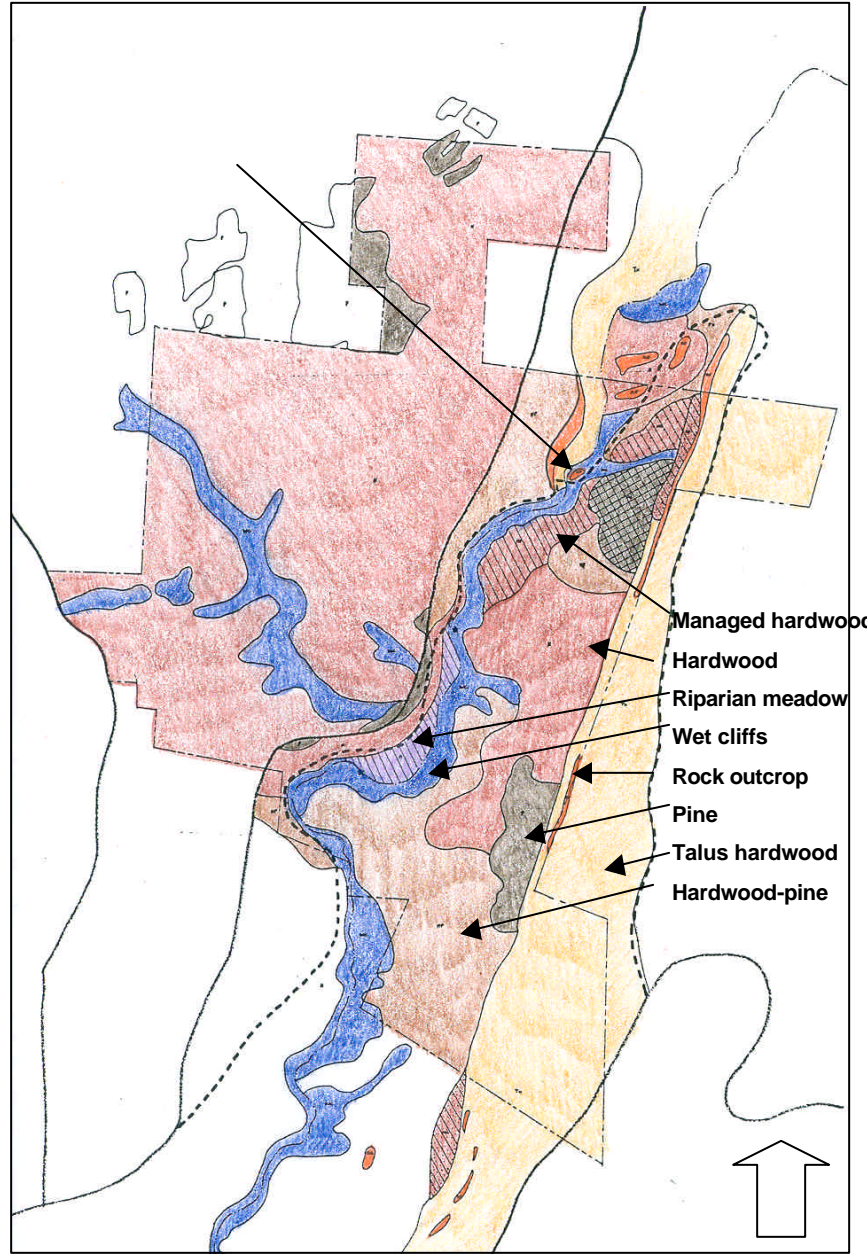 Managed hardwood
Hardwood
Riparian meadow
Wet cliffs
Rock outcrop
Pine
Talus hardwood
Hardwood-pine